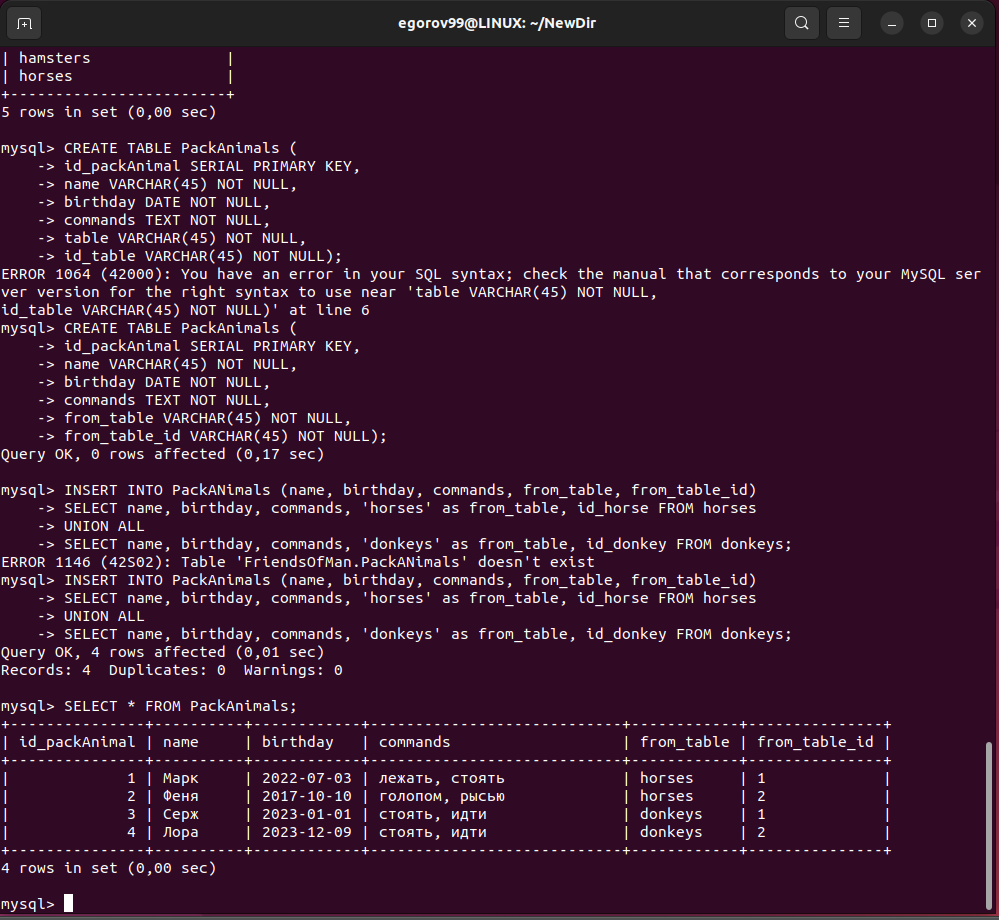 egorov99@LINUX: ~/NewDir
| hamsters               |
| horses                 |
+------------------------+
5 rows in set (0,00 sec)
mysql> CREATE TABLE PackAnimals (
    -> id_packAnimal SERIAL PRIMARY KEY,
    -> name VARCHAR(45) NOT NULL,
    -> birthday DATE NOT NULL,
    -> commands TEXT NOT NULL,
    -> table VARCHAR(45) NOT NULL,
    -> id_table VARCHAR(45) NOT NULL);
ERROR 1064 (42000): You have an error in your SQL syntax; check the manual that corresponds to your MySQL ser
ver version for the right syntax to use near 'table VARCHAR(45) NOT NULL,
id_table VARCHAR(45) NOT NULL)' at line 6
mysql> CREATE TABLE PackAnimals (
    -> id_packAnimal SERIAL PRIMARY KEY,
    -> name VARCHAR(45) NOT NULL,
    -> birthday DATE NOT NULL,
    -> commands TEXT NOT NULL,
    -> from_table VARCHAR(45) NOT NULL,
    -> from_table_id VARCHAR(45) NOT NULL);
Query OK, 0 rows affected (0,17 sec)
mysql> INSERT INTO PackANimals (name, birthday, commands, from_table, from_table_id)
    -> SELECT name, birthday, commands, 'horses' as from_table, id_horse FROM horses
    -> UNION ALL
    -> SELECT name, birthday, commands, 'donkeys' as from_table, id_donkey FROM donkeys;
ERROR 1146 (42S02): Table 'FriendsOfMan.PackANimals' doesn't exist
mysql> INSERT INTO PackAnimals (name, birthday, commands, from_table, from_table_id)
    -> SELECT name, birthday, commands, 'horses' as from_table, id_horse FROM horses
    -> UNION ALL
    -> SELECT name, birthday, commands, 'donkeys' as from_table, id_donkey FROM donkeys;
Query OK, 4 rows affected (0,01 sec)
Records: 4  Duplicates: 0  Warnings: 0
mysql> SELECT * FROM PackAnimals;
+---------------+----------+------------+----------------------------+------------+---------------+
| id_packAnimal | name     | birthday   | commands                   | from_table | from_table_id |
+---------------+----------+------------+----------------------------+------------+---------------+
|             1 | Марк     | 2022-07-03 | лежать, стоять             | horses     | 1             |
|             2 | Феня     | 2017-10-10 | голопом, рысью             | horses     | 2             |
|             3 | Серж     | 2023-01-01 | стоять, идти               | donkeys    | 1             |
|             4 | Лора     | 2023-12-09 | стоять, идти               | donkeys    | 2             |
+---------------+----------+------------+----------------------------+------------+---------------+
4 rows in set (0,00 sec)
mysql>